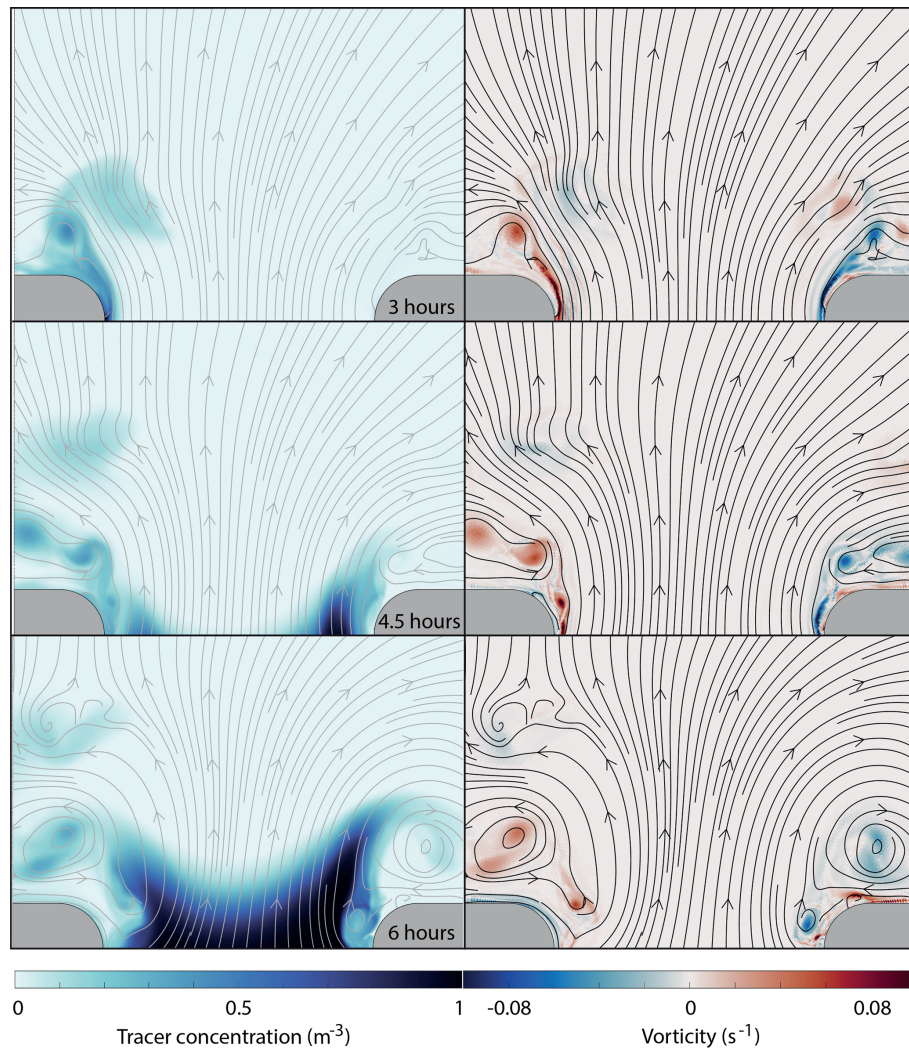 3 hours
4.5 hours
6 hours
0 0.5 1 -0.08 0 0.08
Tracer concentration (m⁻³) Vorticity (s⁻¹)